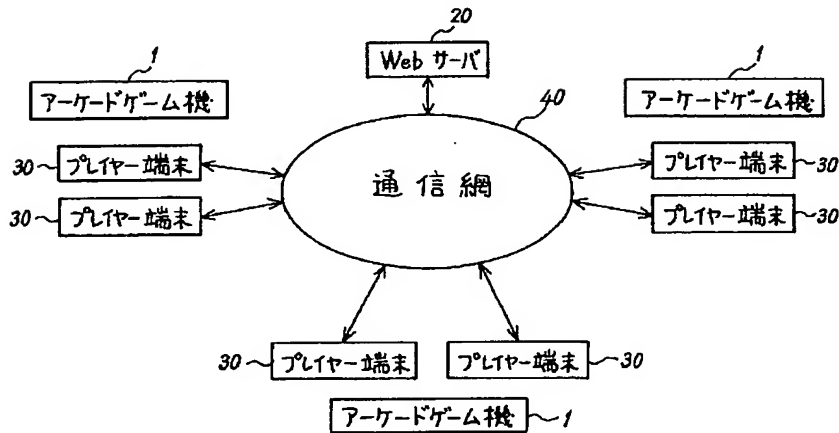 20
Web サーバ
1
アーケードゲーム機
1
アーケードゲーム機
40
30 プレイヤー端末
プレイヤー端末 30
通信網
30 プレイヤー端末
プレイヤー端末 30
30 プレイヤー端末
プレイヤー端末 30
アーケードゲーム機 1